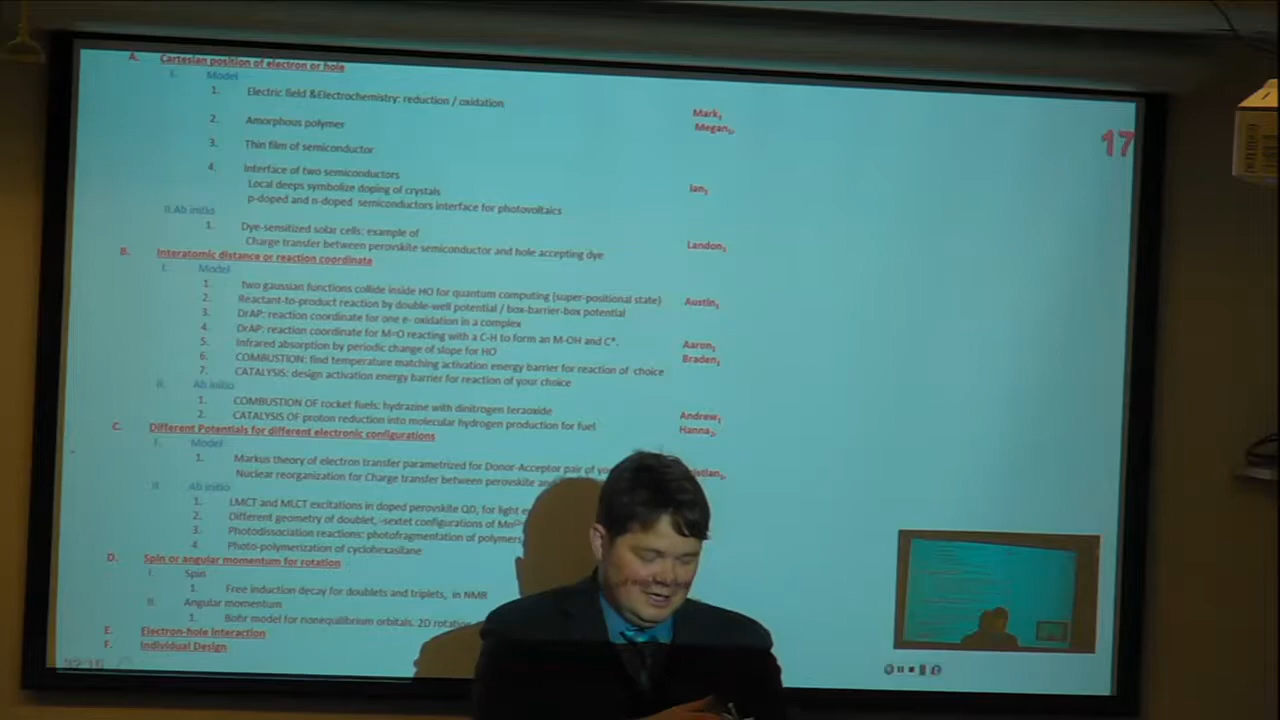 A. Cartesian position of electron or hole
I. Model
1. Electric field &Electrochemistry: reduction / oxidation
Mark1
17
2. Amorphous polymer
Megan1,
3. Thin film of semiconductor
4. Interface of two semiconductors
Ian1
Local deeps symbolize doping of crystals
p-doped and n-doped semiconductors interface for photovoltaics
II.Ab initio
1. Dye-sensitized solar cells: example of
Charge transfer between perovskite semiconductor and hole accepting dye
Landon1
B. Interatomic distance or reaction coordinate
I. Model
1. two gaussian functions collide inside HO for quantum computing (super-positional state)
Austin1
2. Reactant-to-product reaction by double-well potential / box-barrier-box potential
3. DrAP: reaction coordinate for one e- oxidation in a complex
4. DrAP: reaction coordinate for M=O reacting with a C-H to form an M-OH and C*.
Aaron1
5. Infrared absorption by periodic change of slope for HO
Braden1
6. COMBUSTION: find temperature matching activation energy barrier for reaction of choice
7. CATALYSIS: design activation energy barrier for reaction of your choice
II. Ab initio
1. COMBUSTION of rocket fuels: hydrazine with dinitrogen teraoxide
Andrew1
2. CATALYSIS of proton reduction into molecular hydrogen production for fuel
Hanna1,
C. Different Potentials for different electronic configurations
I. Model
1. Markus theory of electron transfer parametrized for Donor-Acceptor pair of
Nuclear reorganization for Charge transfer between perovskite
II. Ab initio
1. LMCT and MLCT excitations in doped perovskite QD, for light
2. Different geometry of doublet, -sextet configurations of
3. Photodissociation reactions: photofragmentation of polymers
4. Photo-polymerization of cyclohexasilane
D. Spin or angular momentum for rotation
I. Spin
1. Free induction decay for doublets and triplets, in NMR
II. Angular momentum
1. Bohr model for nonequilibrium orbitals. 2D
E. Electron-hole Interaction
F. Individual Design